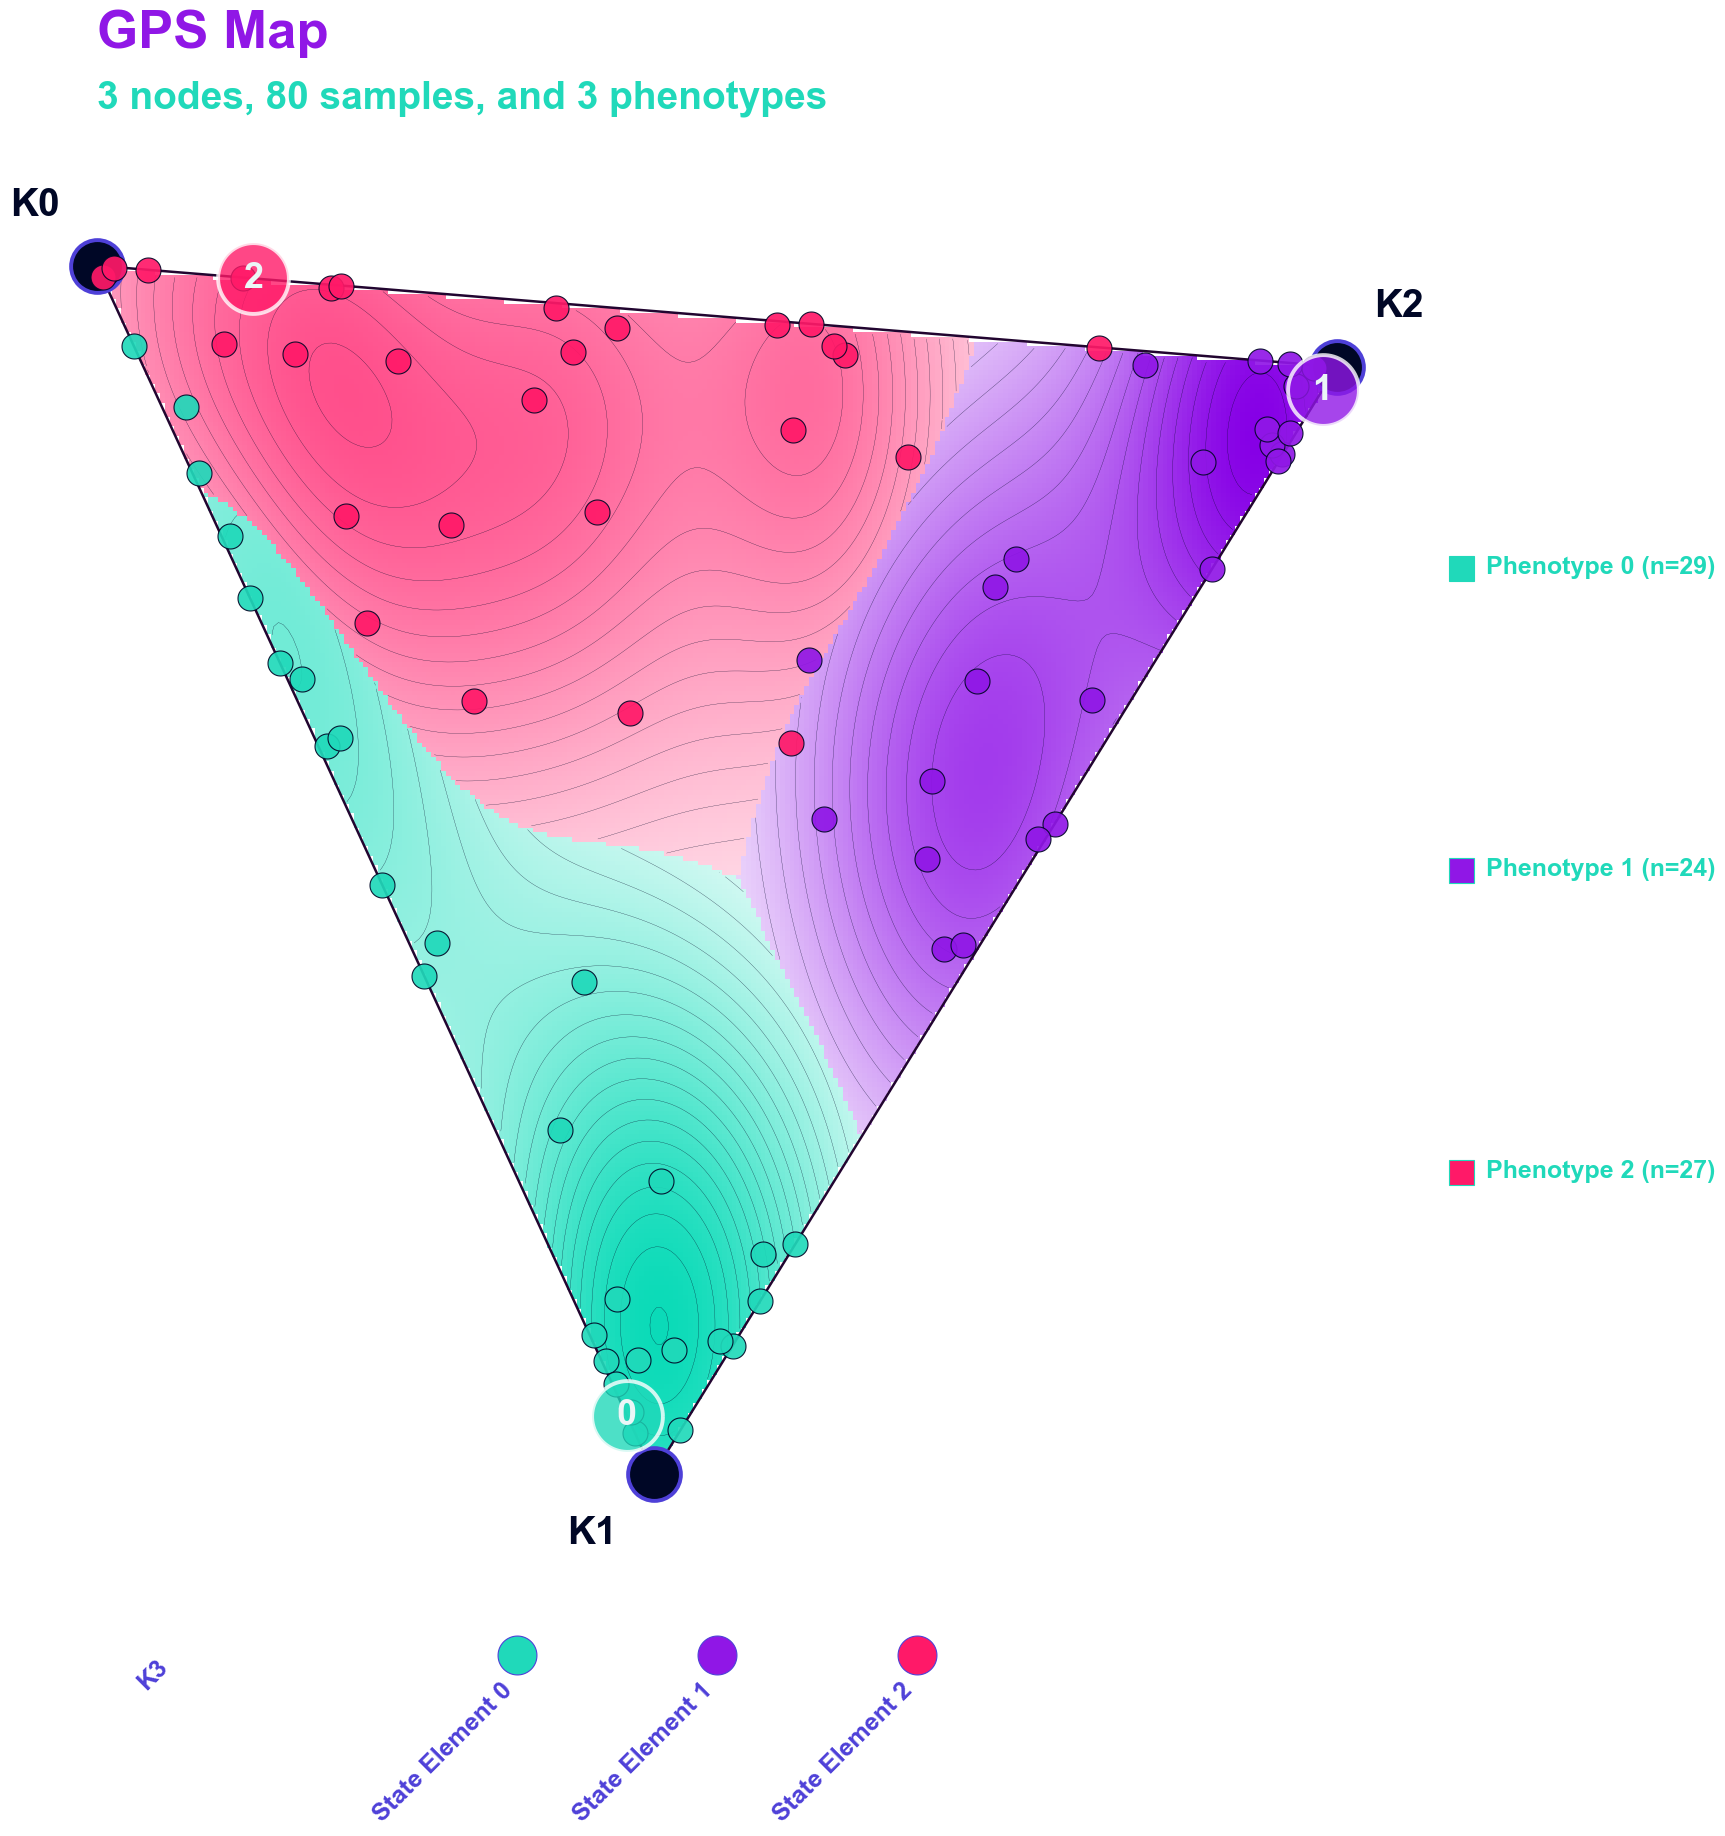 GPS Map
3 nodes, 80 samples, and 3 phenotypes
K0
2
K2
1
Phenotype 0 (n=29)
Phenotype 1 (n=24)
Phenotype 2 (n=27)
0
K1
K3
State Element 0
State Element 1
State Element 2